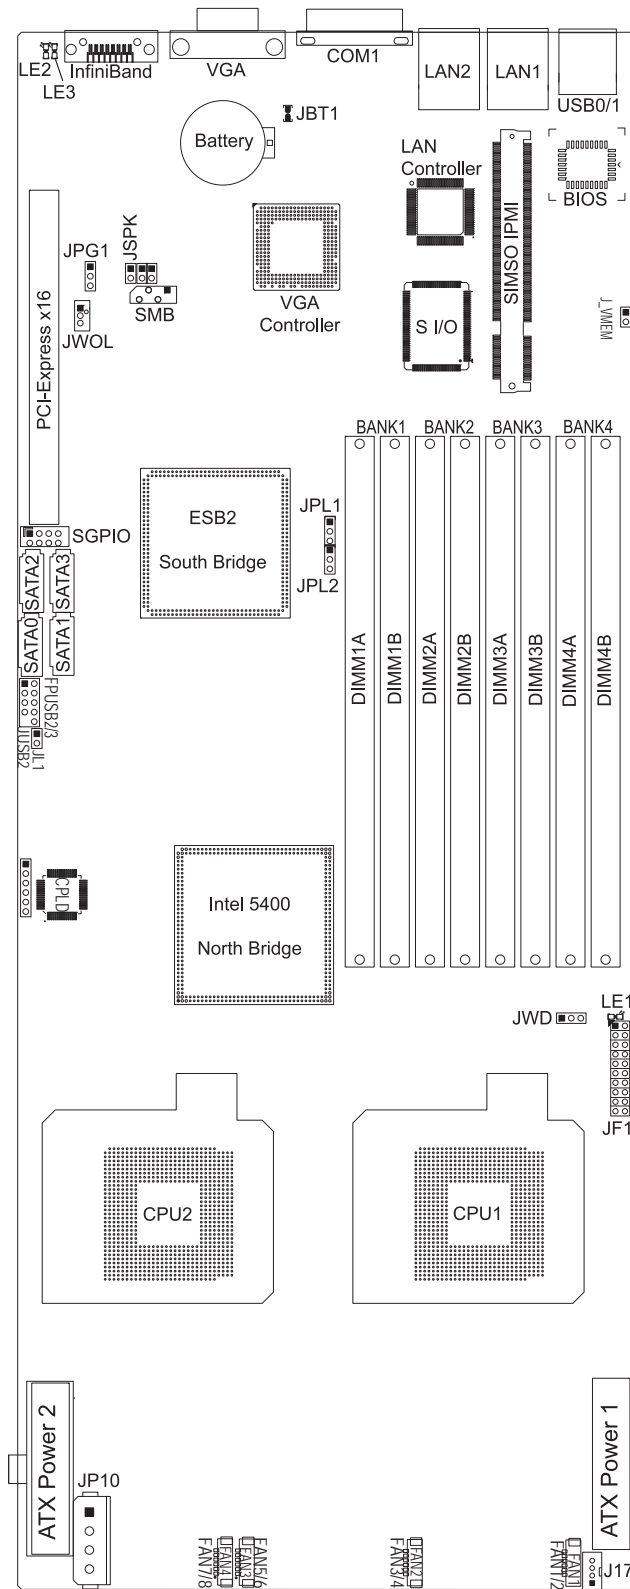 LE2
LE3
InfiniBand
VGA
COM1
LAN2
LAN1
USB0/1
Battery
JBT1
LAN
Controller
BIOS
SIMSO IPMI
JPG1
JSPK
SMB
JWOL
VGA
Controller
S I/O
J_VMEM
PCI-Express x16
BANK1
BANK2
BANK3
BANK4
SGPIO
ESB2
South Bridge
JPL1
JPL2
SATA2
SATA3
SATA0
SATA1
FPUSB2/3
JUSB2
JL1
DIMM1A
DIMM1B
DIMM2A
DIMM2B
DIMM3A
DIMM3B
DIMM4A
DIMM4B
CPLD
Intel 5400
North Bridge
JWD
LE1
JF1
CPU2
CPU1
ATX Power 2
ATX Power 1
JP10
FAN7/8
FAN4
FAN3
FAN5/6
FAN3/4
FAN2
FAN1/2
FAN1
J17